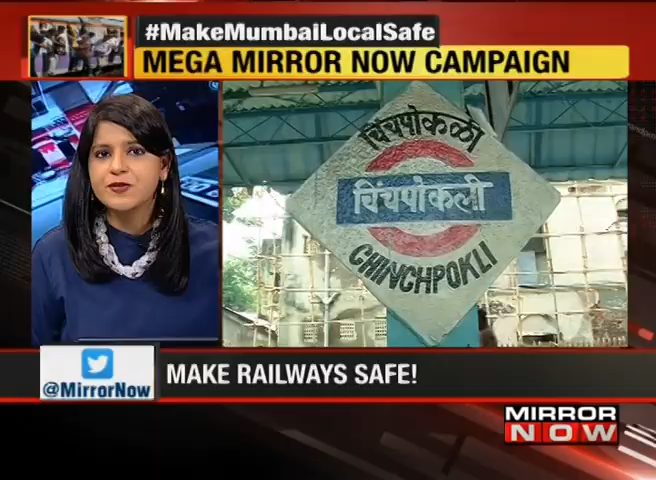 #MakeMumbaiLocalSafe
MEGA MIRROR NOW CAMPAIGN
चिंचपोकळी
चिंचपोकली
CHINCHPOKLI
@MirrorNow
MAKE RAILWAYS SAFE!
MIRROR
NOW